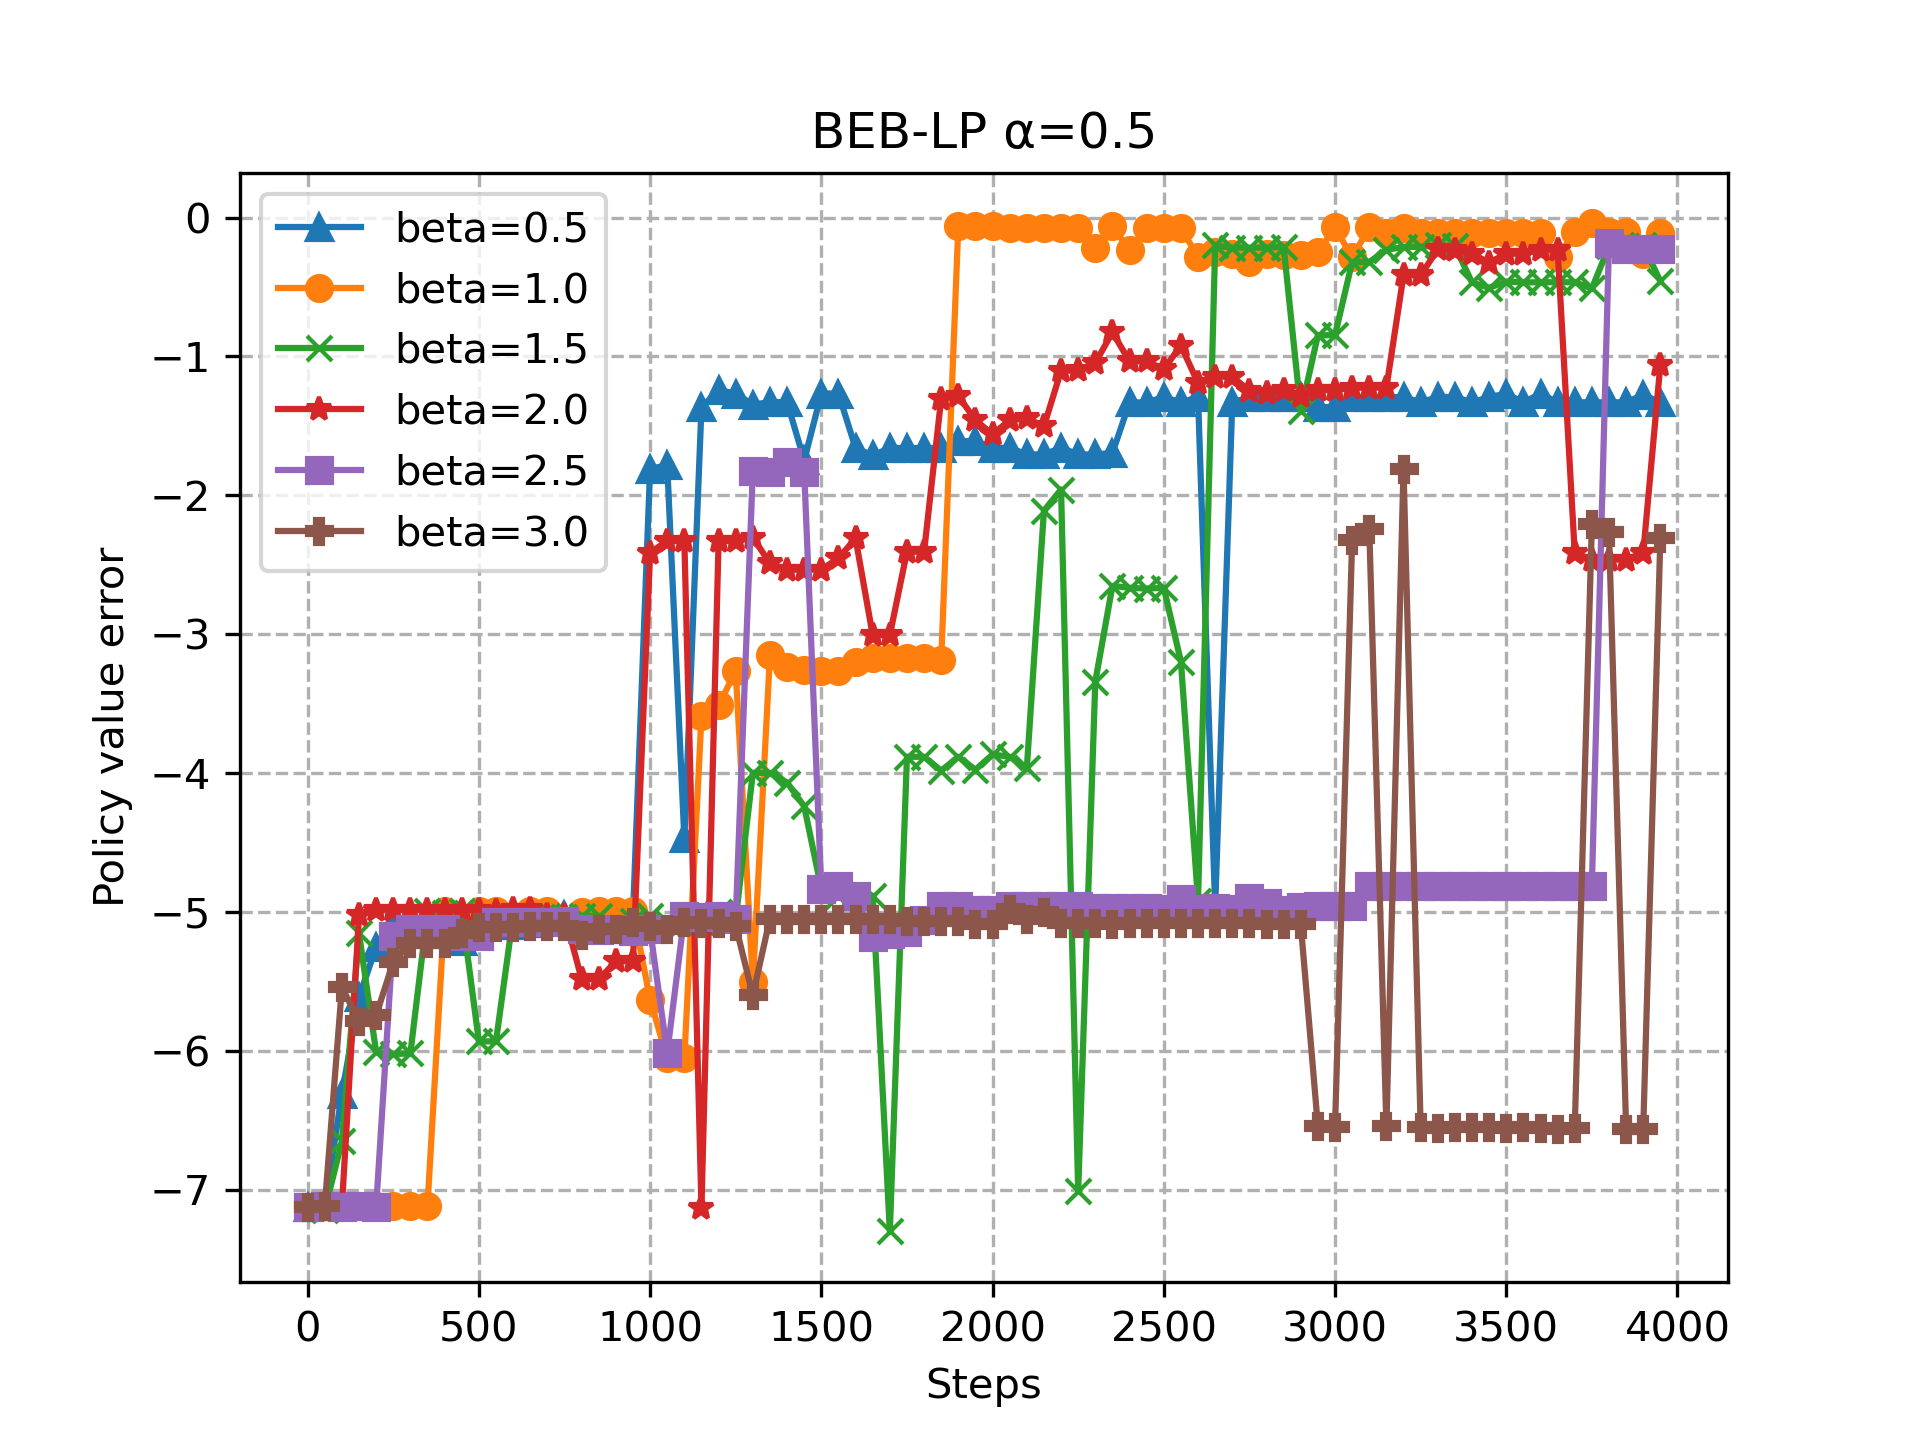 BEB-LP α=0.5
beta=0.5
beta=1.0
beta=1.5
beta=2.0
beta=2.5
beta=3.0
Policy value error
0
−1
−2
−3
−4
−5
−6
−7
0 500 1000 1500 2000 2500 3000 3500 4000
Steps